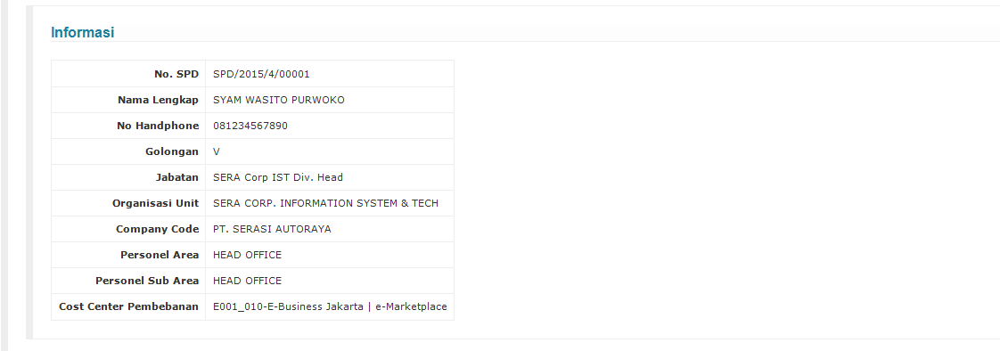 Informasi
No. SPD SPD/2015/4/00001
Nama Lengkap SYAM WASITO PURWOKO
No Handphone 081234567890
Golongan V
Jabatan SERA Corp IST Div. Head
Organisasi Unit SERA CORP. INFORMATION SYSTEM & TECH
Company Code PT. SERASI AUTORAYA
Personel Area HEAD OFFICE
Personel Sub Area HEAD OFFICE
Cost Center Pembebanan E001_010-E-Business Jakarta | e-Marketplace